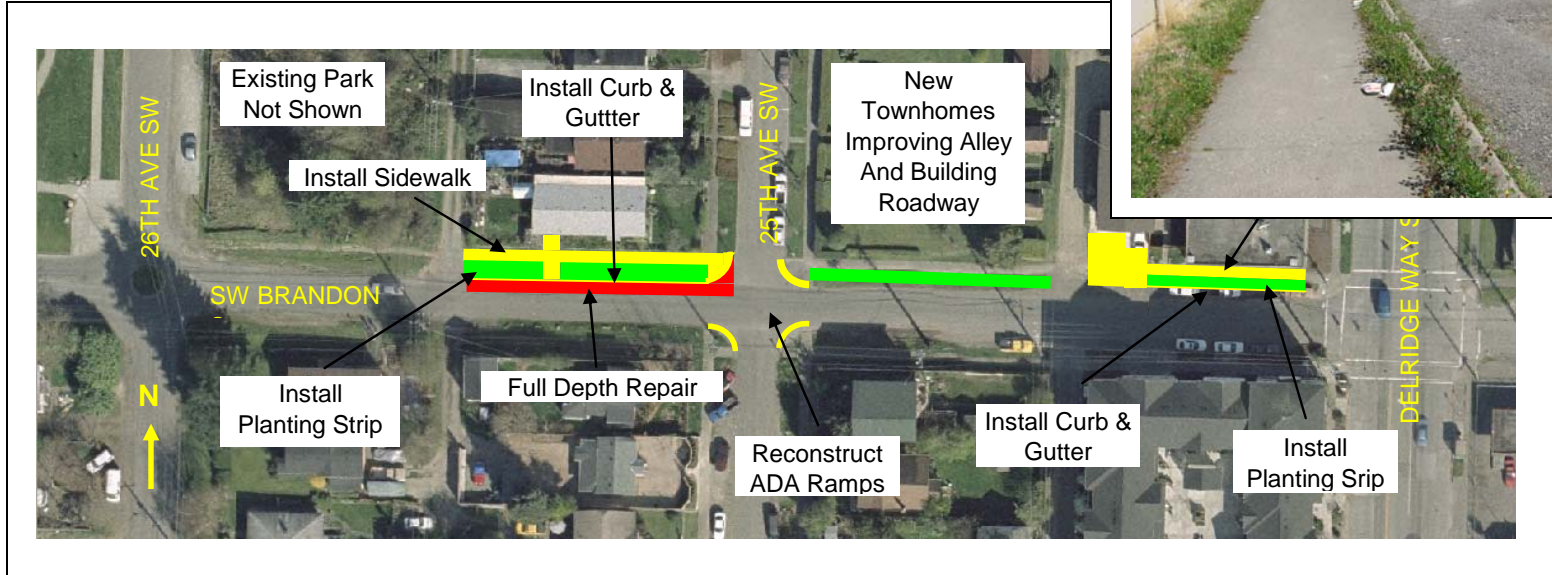 26TH AVE SW
Existing Park
Not Shown
Install Curb &
Guttter
Install Sidewalk
25TH AVE SW
New
Townhomes
Improving Alley
And Building
Roadway
SW BRANDON
DELRIDGE WAY S
N
Install
Planting Strip
Full Depth Repair
Reconstruct
ADA Ramps
Install Curb &
Gutter
Install
Planting Srip